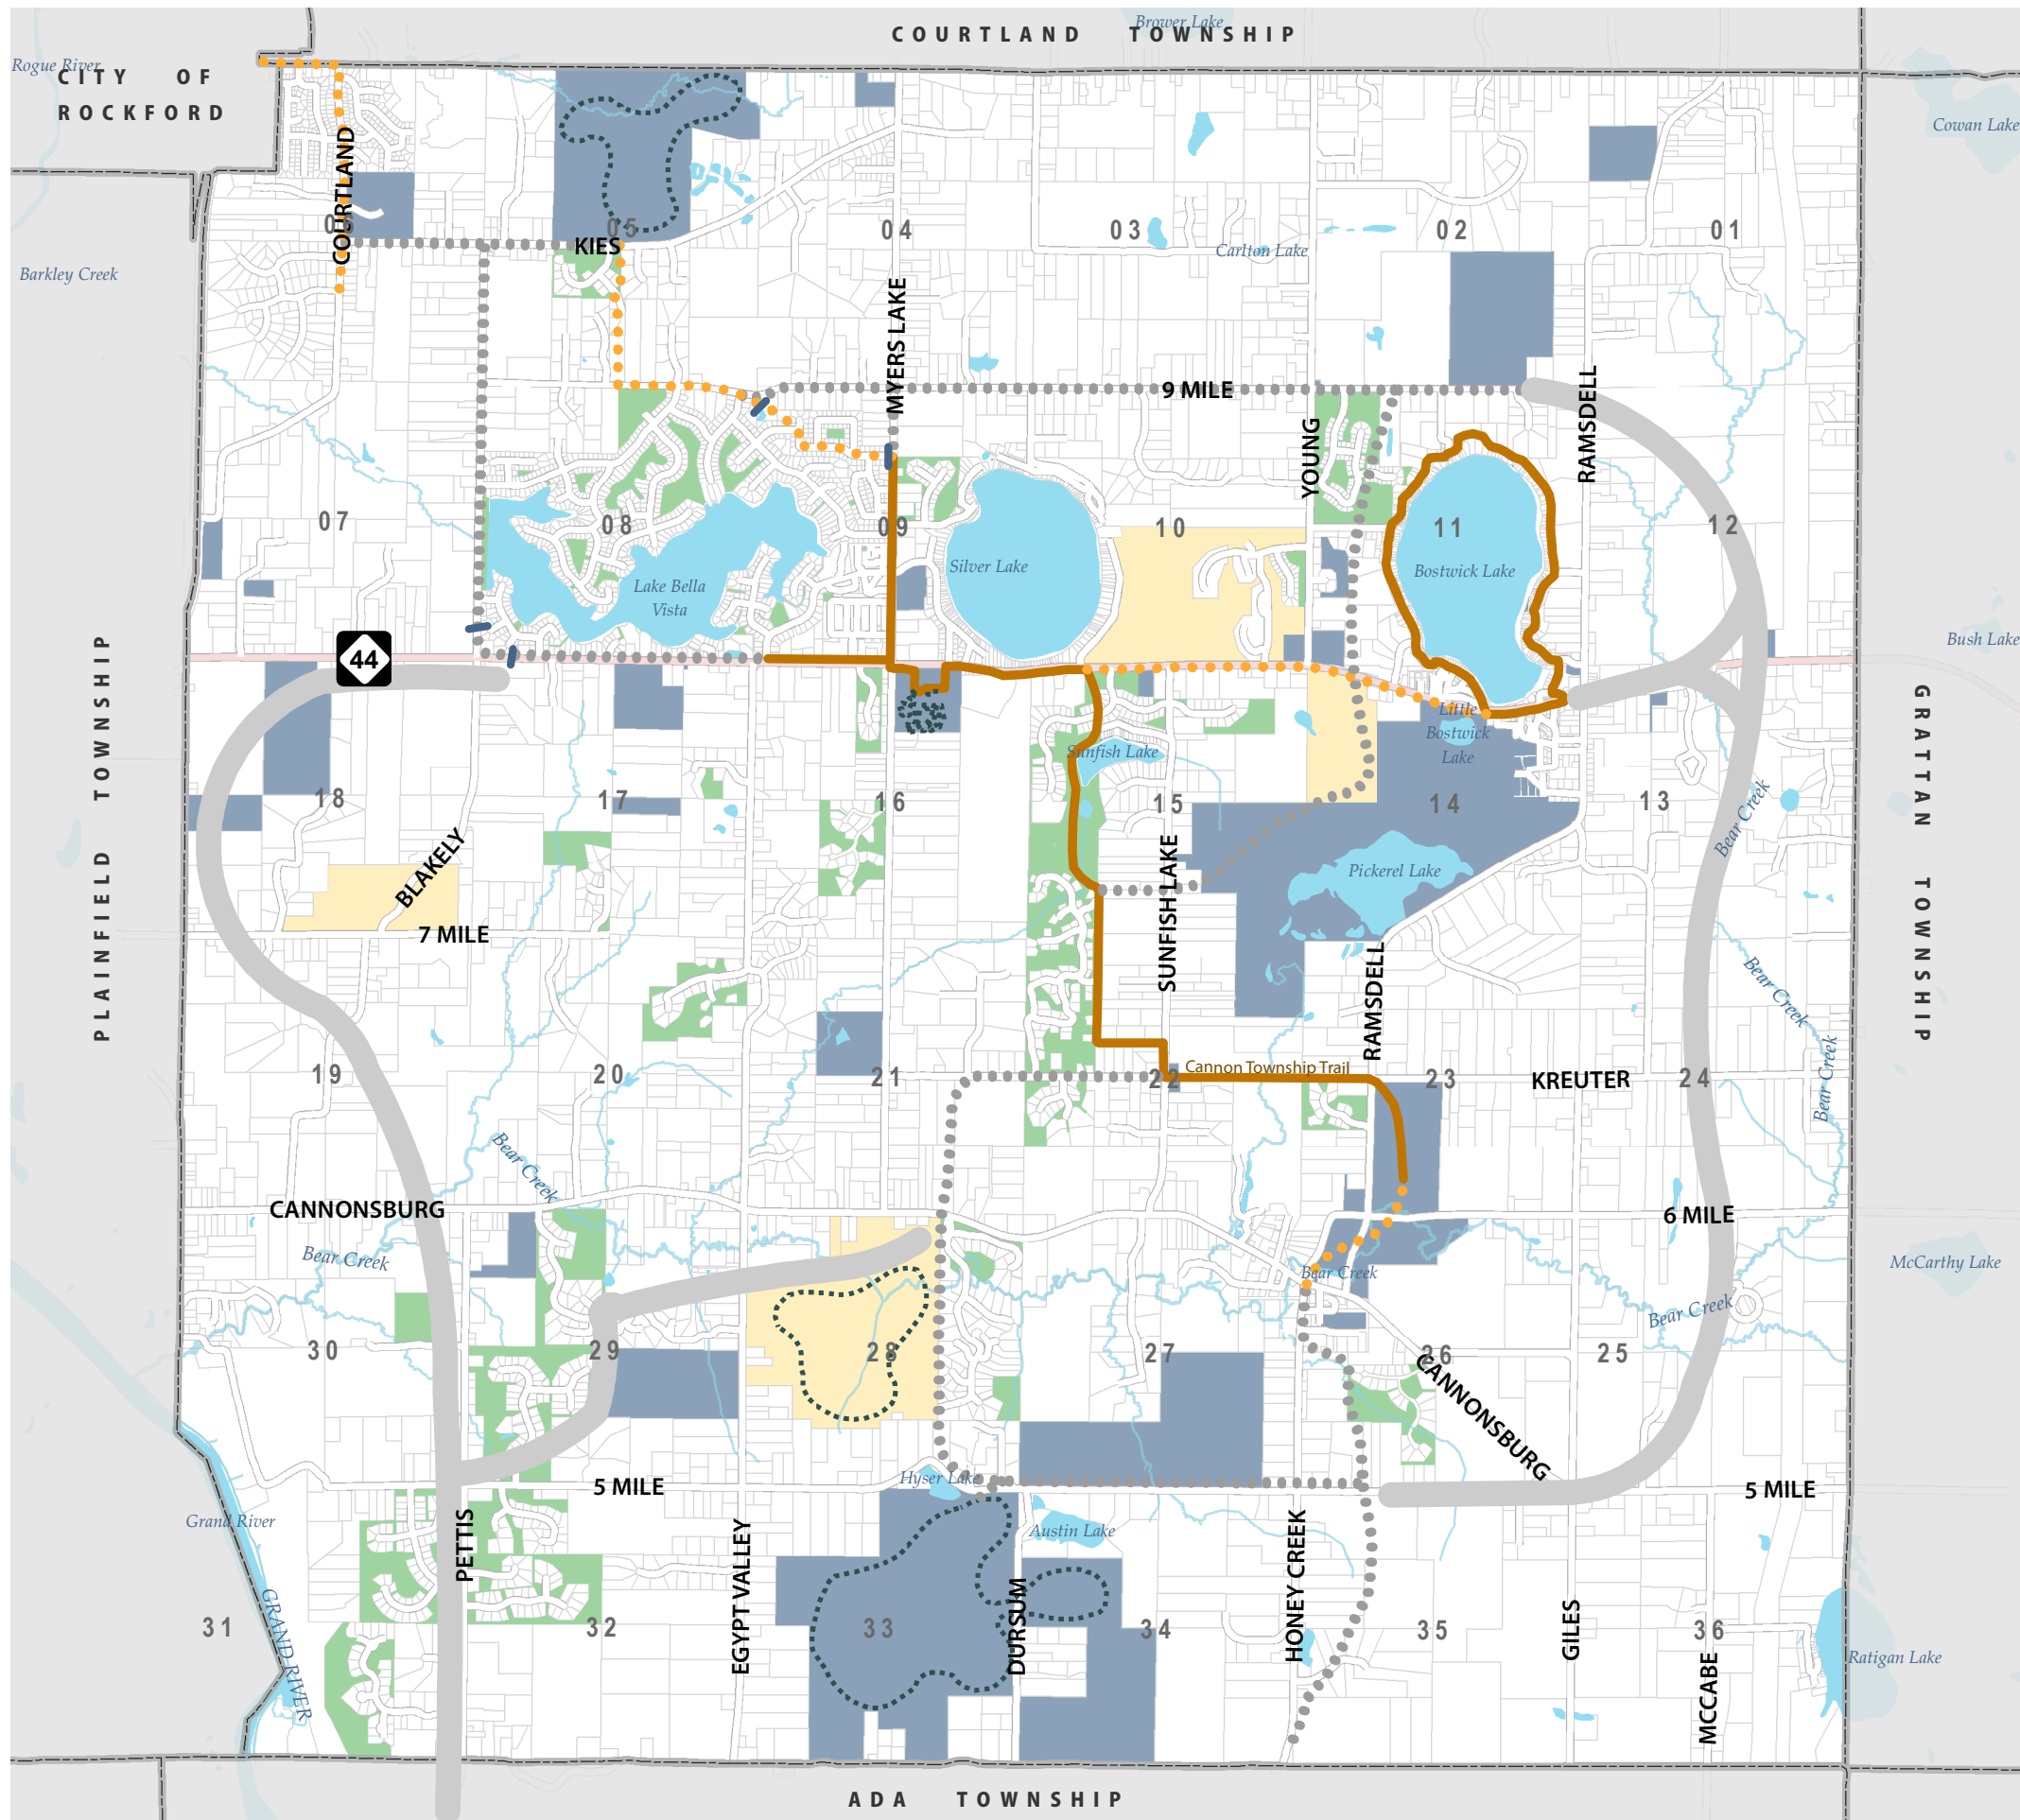 COURTLAND TOWNSHIP
Brower Lake
Rogue River
CITY OF
ROCKFORD
Cowan Lake
COURTLAND
06
05
04
03
02
01
KIES
Carlton Lake
Barkley Creek
MYERS LAKE
9 MILE
YOUNG
RAMSDELL
07
08
09
10
11
12
Lake Bella
Vista
Silver Lake
Bostwick Lake
Bush Lake
44
PLAINFIELD TOWNSHIP
GRATTAN TOWNSHIP
Little
Bostwick
Lake
Sunfish Lake
18
17
16
15
14
13
Bear Creek
BLAKELY
SUNFISH LAKE
Pickerel Lake
7 MILE
RAMSDELL
Bear Creek
Bear Creek
Cannon Township Trail
19
20
21
22
23
KREUTER
24
Bear Creek
CANNONSBURG
6 MILE
Bear Creek
Bear Creek
McCarthy Lake
Bear Creek
30
29
28
27
26
25
CANNONSBURG
Hyser Lake
5 MILE
5 MILE
Grand River
Austin Lake
PETTIS
EGYPT VALLEY
DURSUM
HONEY CREEK
GILES
MCCABE
GRAND RIVER
31
32
33
34
35
36
Ratigan Lake
ADA TOWNSHIP